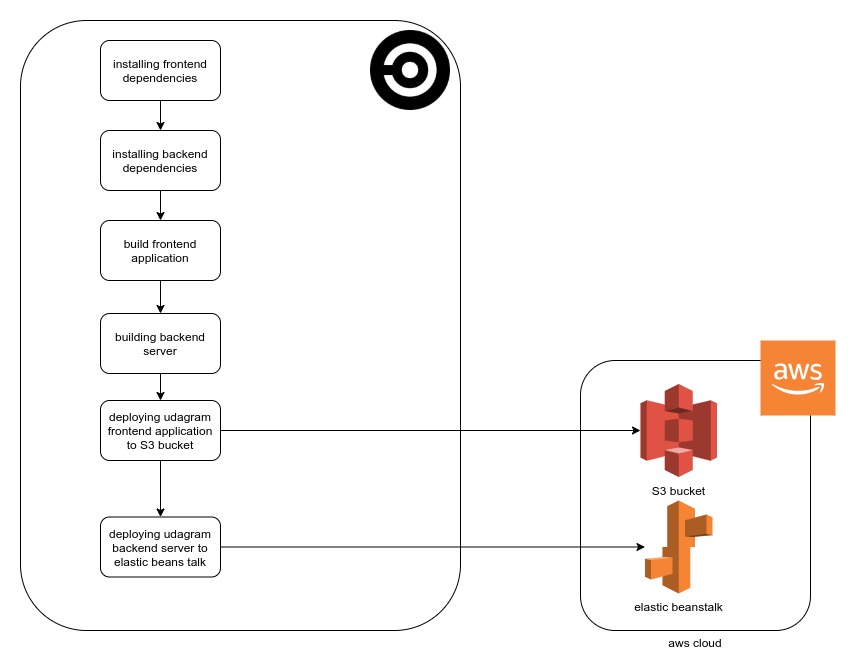 installing frontend
dependencies
installing backend
dependencies
build frontend
application
building backend
server
deploying udagram
frontend application
to S3 bucket
deploying udagram
backend server to
elastic beans talk
aws
S3 bucket
elastic beanstalk
aws cloud